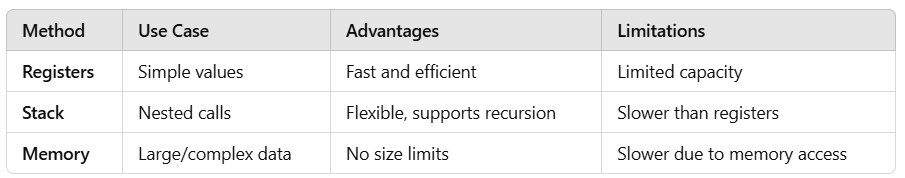 Method Use Case Advantages Limitations
Registers Simple values Fast and efficient Limited capacity
Stack Nested calls Flexible, supports recursion Slower than registers
Memory Large/complex data No size limits Slower due to memory access